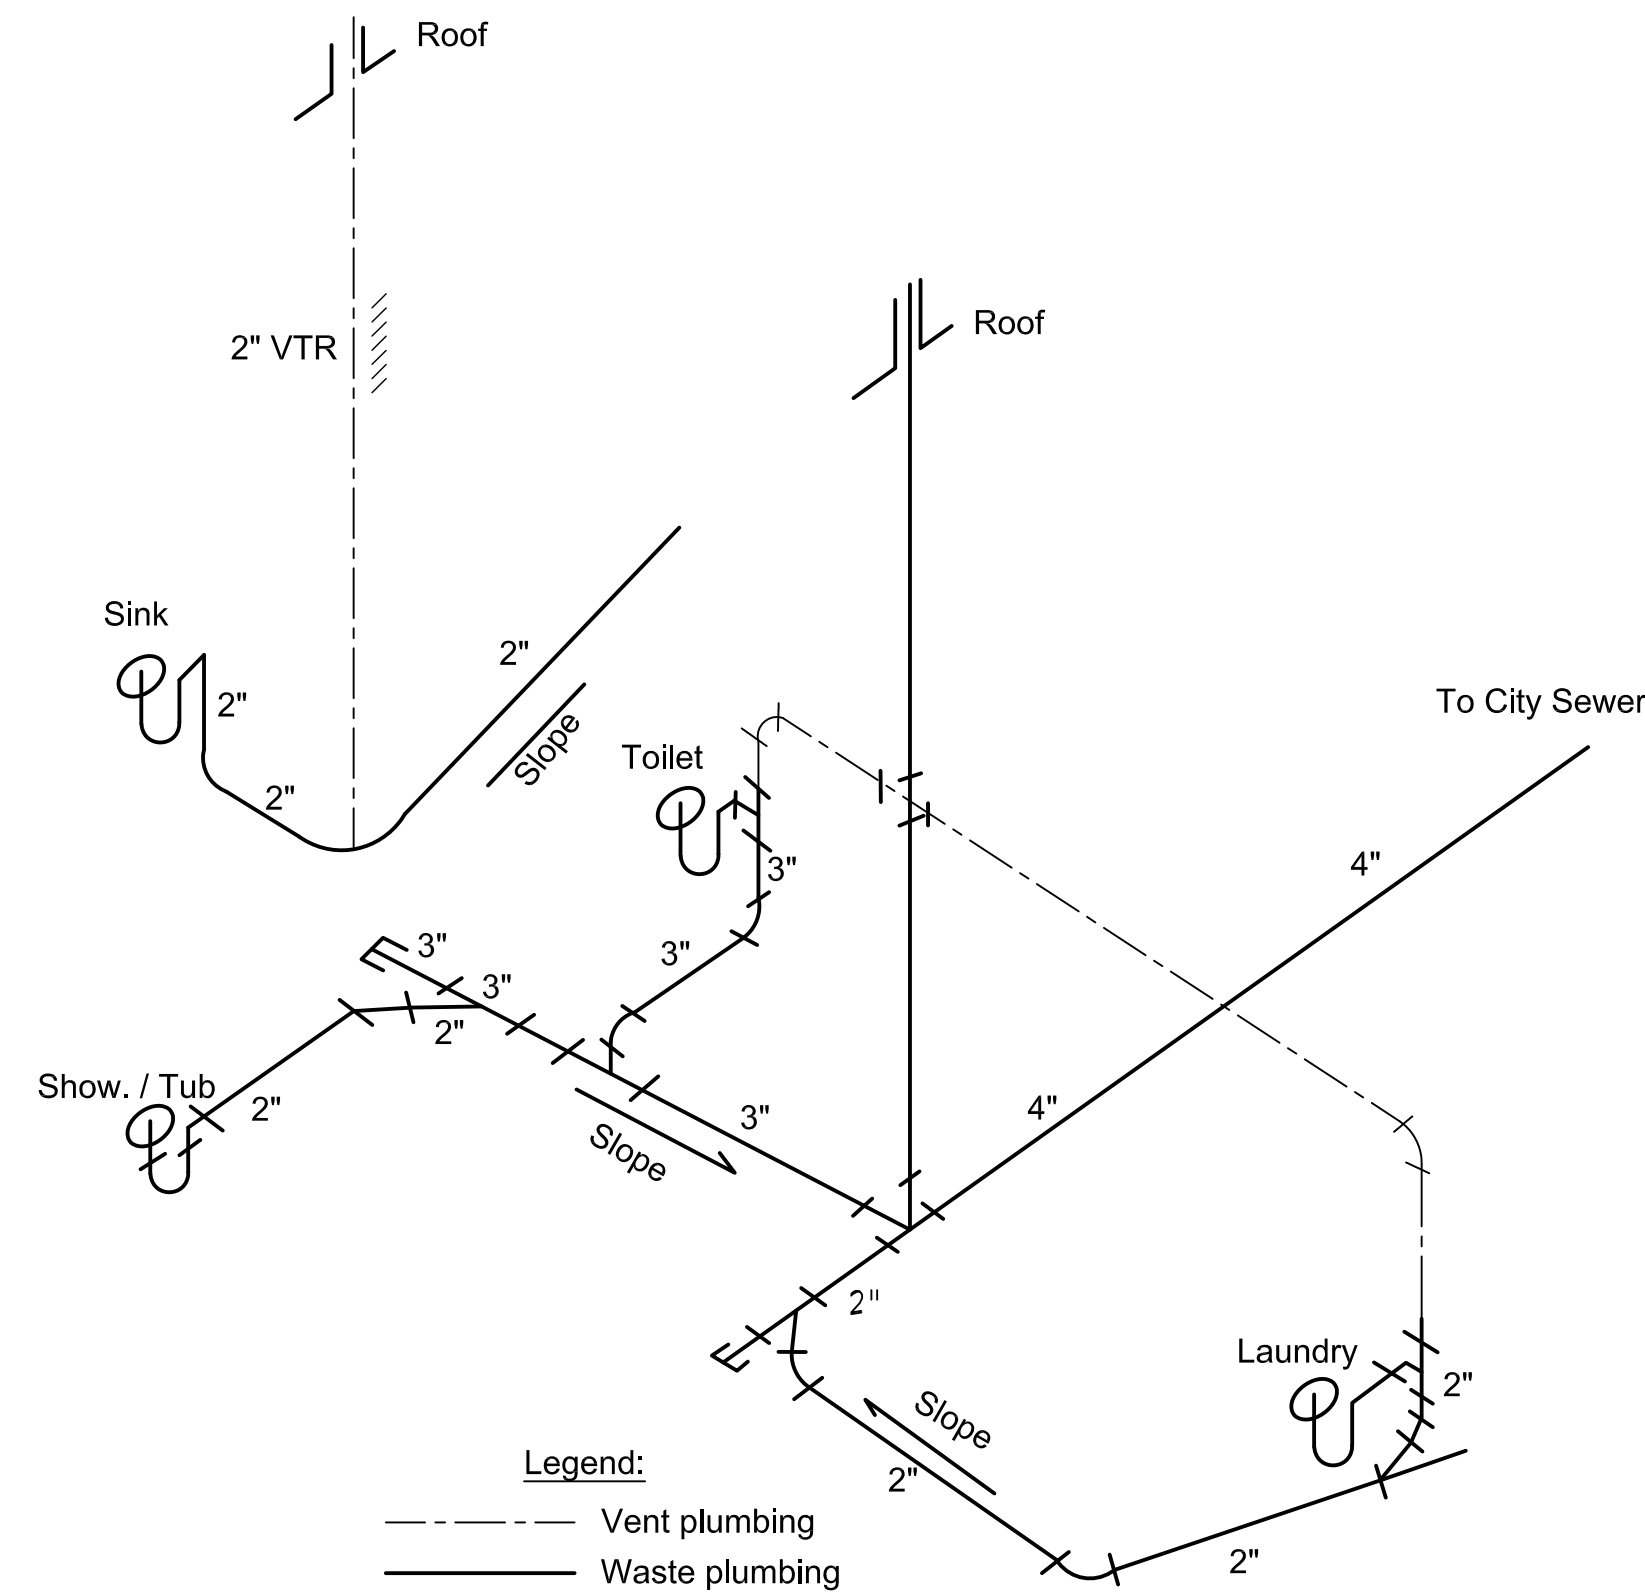 Roof
Roof
2" VTR
Sink
2"
2"
2"
Slope
To City Sewer
Toilet
4"
3"
3"
3"
3"
2"
Show. / Tub
2"
4"
3"
Slope
2"
Laundry
2"
Slope
2"
2"
Legend:
Vent plumbing
Waste plumbing